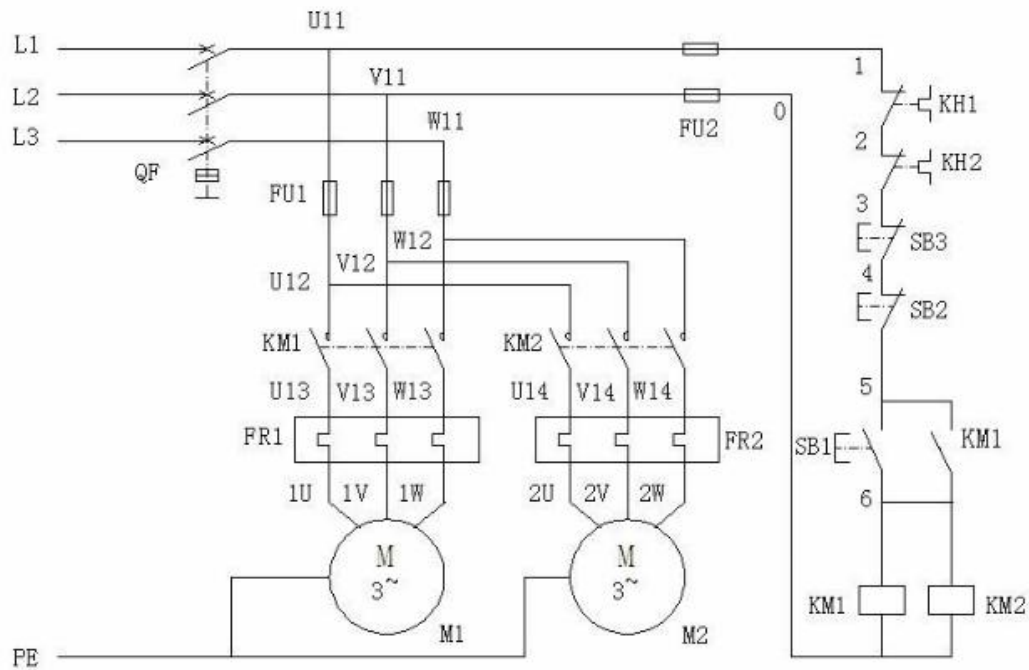 U11
L1
1
V11
L2
KH1
0
W11
FU2
L3
2
QF
KH2
FU1
3
W12
SB3
V12
4
U12
SB2
KM1
KM2
U13
V13
W13
U14
V14
W14
5
FR1
FR2
SB1
KM1
1U
1V
1W
2U
2V
2W
6
M
3~
M
3~
KM1
KM2
M1
M2
PE